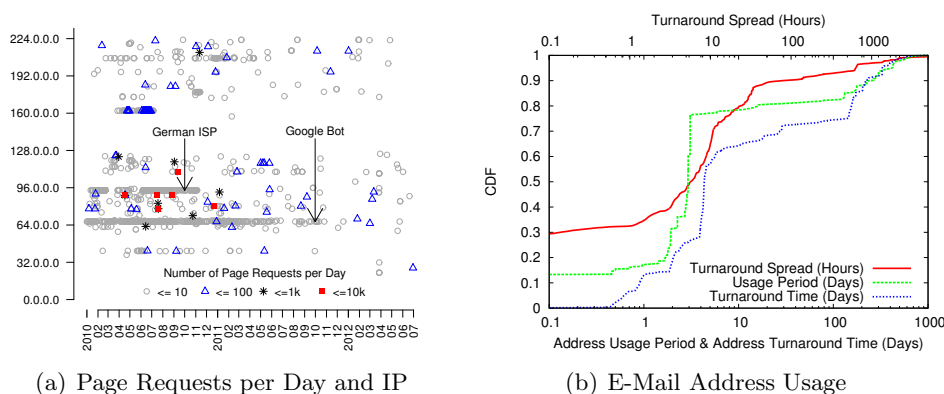 Turnaround Spread (Hours)
224.0.0.0
192.0.0.0
160.0.0.0
128.0.0.0
96.0.0.0
64.0.0.0
32.0.0.0
0.0.0.0
German ISP
Google Bot
Number of Page Requests per Day
<= 10
<= 100
<=1k
<=10k
2010 02 03 04 05 06 07 08 09 10 11 12 2011 02 03 04 05 06 07 08 09 10 11 12 2012 02 03 04 05 06 07
(a) Page Requests per Day and IP
0.1 1 5 10 24 100 1000
CDF
1
0.9
0.8
0.7
0.6
0.5
0.4
0.3
0.2
0.1
0
Turnaround Spread (Hours)
Usage Period (Days)
Turnaround Time (Days)
0.1 1 10 100 1000
Address Usage Period & Address Turnaround Time (Days)
(b) E-Mail Address Usage